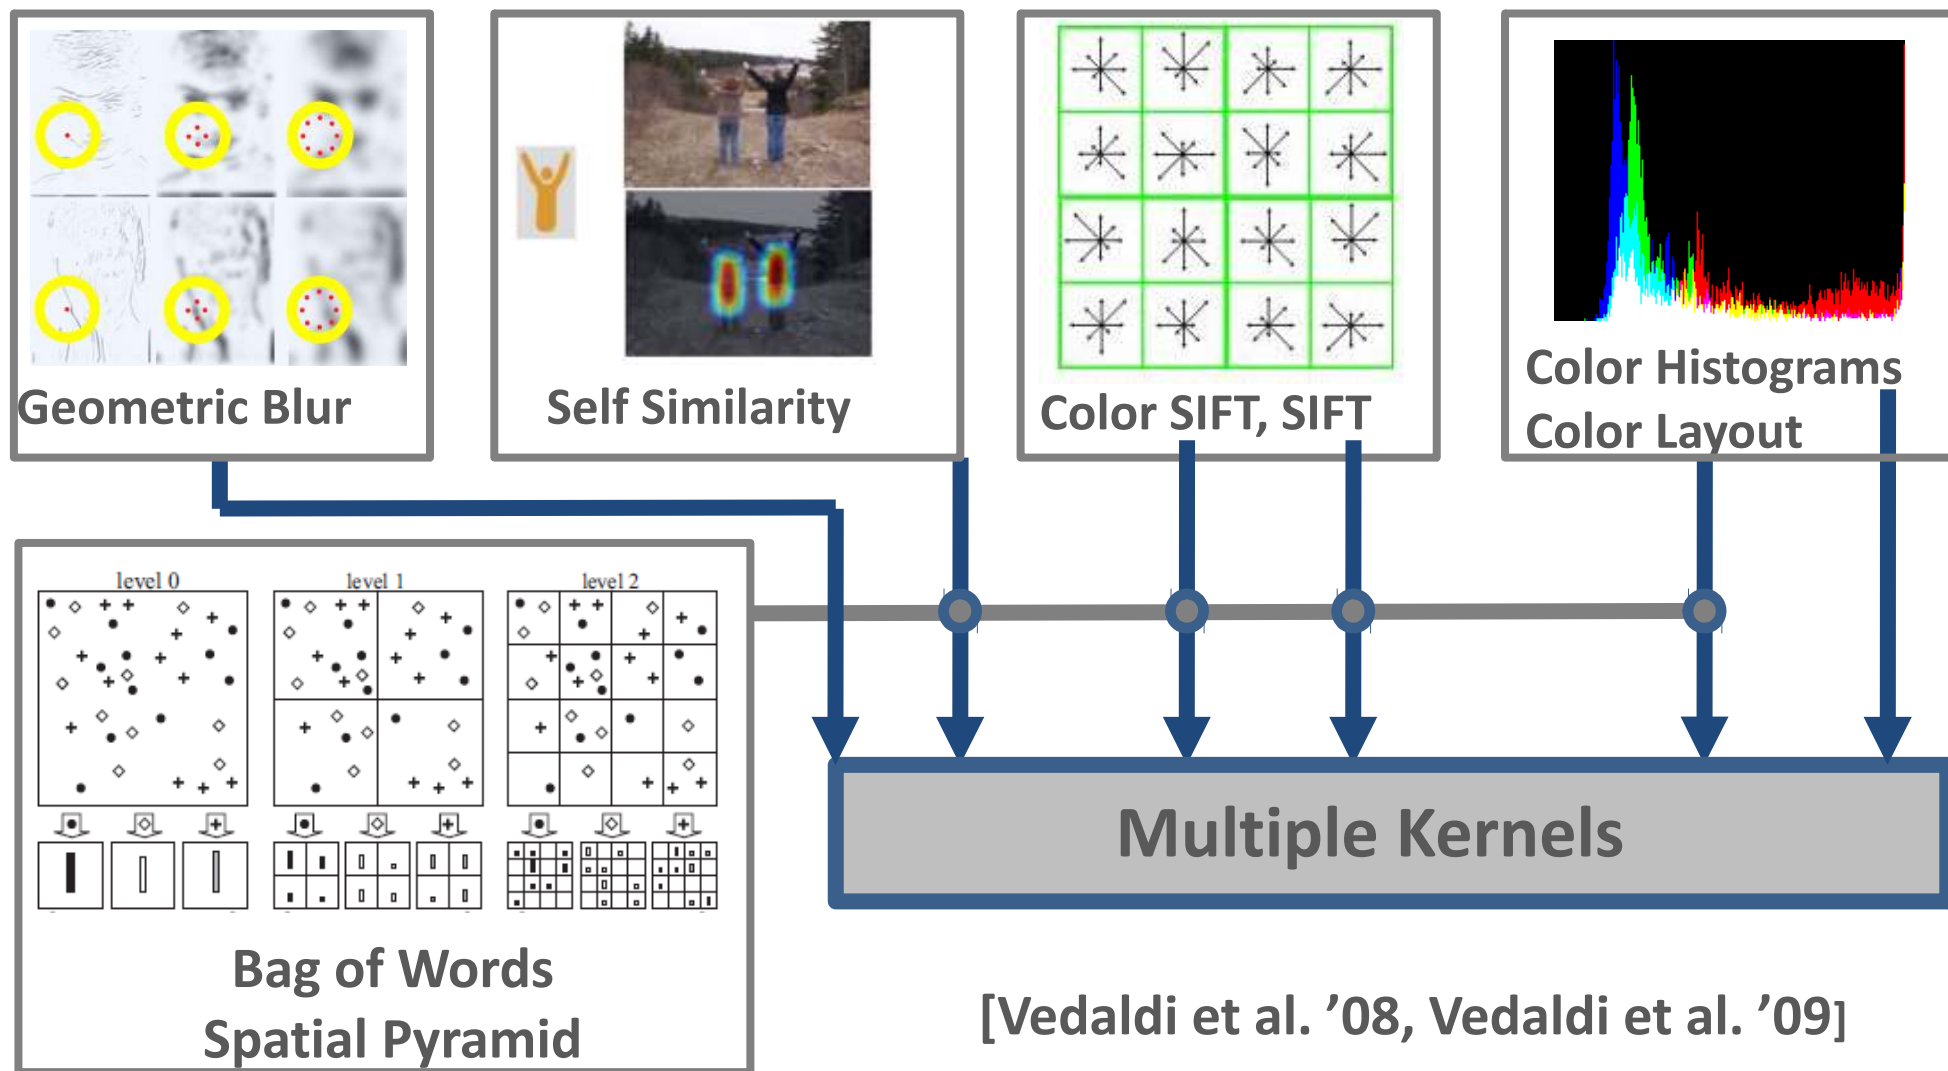 Geometric Blur
Self Similarity
Color SIFT, SIFT
Color Histograms
Color Layout
level 0
level 1
level 2
Bag of Words
Spatial Pyramid
Multiple Kernels
[Vedaldi et al. ’08, Vedaldi et al. ’09]